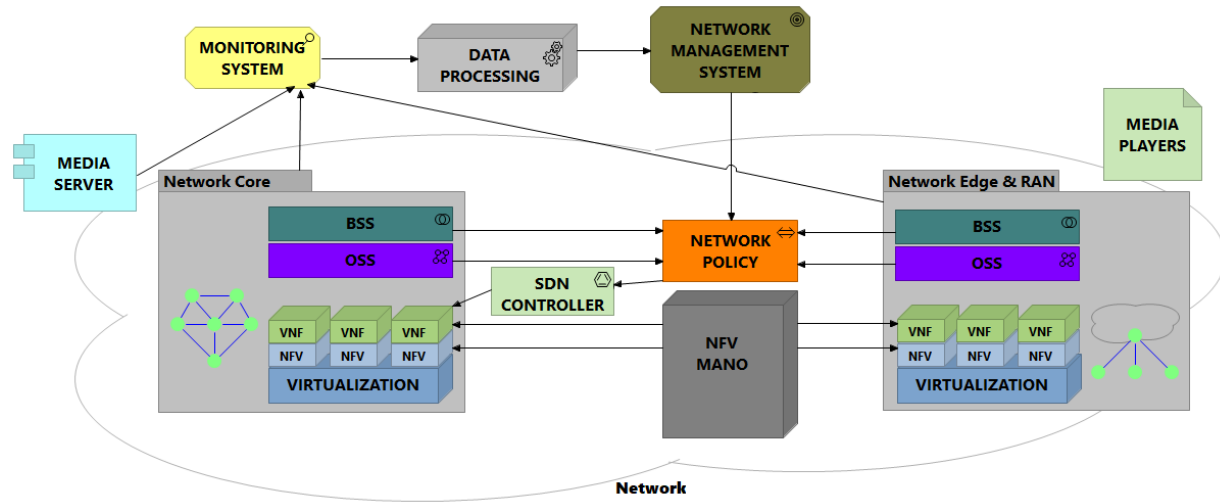 MONITORING
SYSTEM
DATA
PROCESSING
NETWORK
MANAGEMENT
SYSTEM
MEDIA
SERVER
MEDIA
PLAYERS
Network Core
BSS
OSS
VNF VNF VNF
NFV NFV NFV
VIRTUALIZATION
NETWORK
POLICY
SDN
CONTROLLER
NFV
MANO
Network Edge & RAN
BSS
OSS
VNF VNF VNF
NFV NFV NFV
VIRTUALIZATION
Network